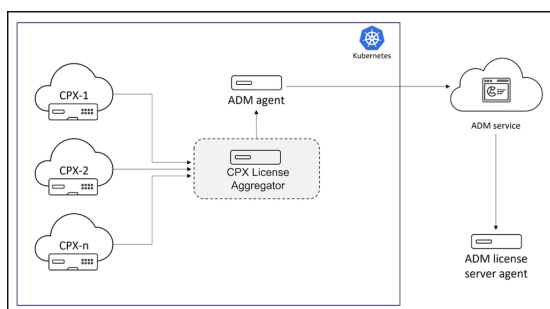 Kubernetes
CPX-1
CPX-2
CPX-n
ADM agent
CPX License
Aggregator
ADM service
ADM license
server agent